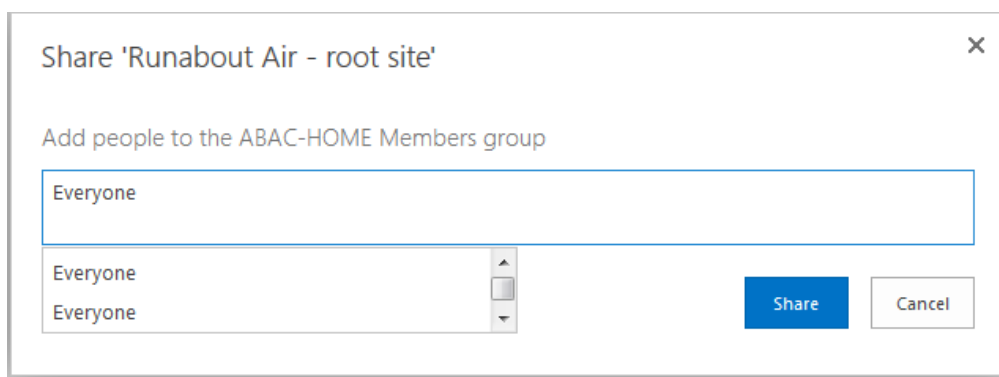 Share 'Runabout Air - root site'
Add people to the ABAC-HOME Members group
Everyone
Everyone
Everyone
Share
Cancel